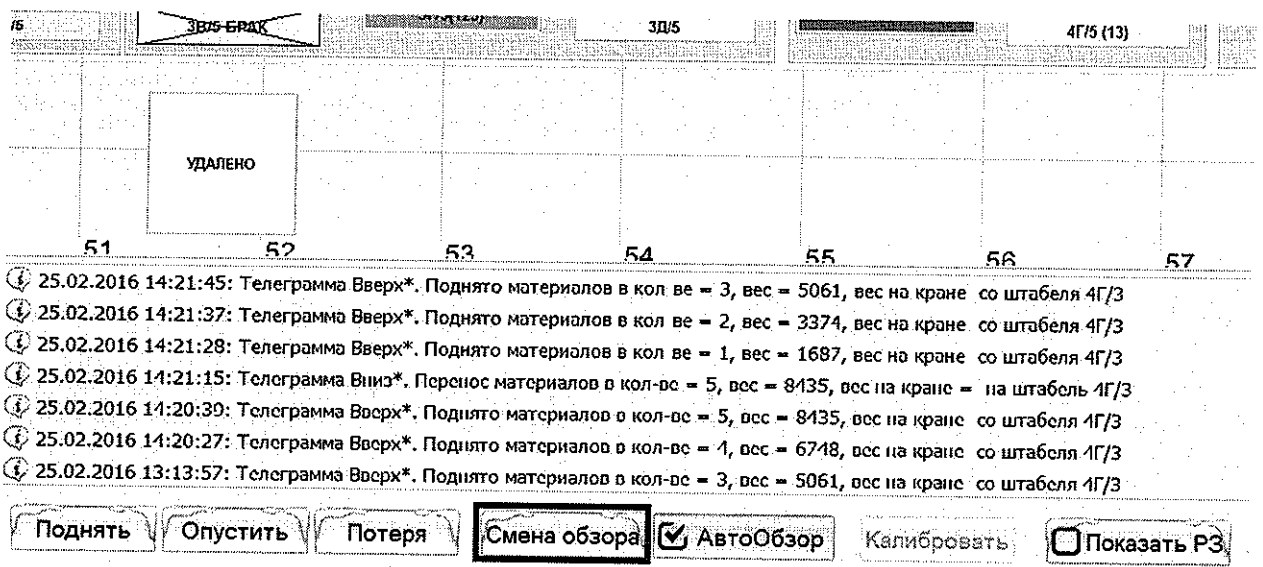 /5 3В/5 БРАК 3Д/5 4Г/5 (13)
УДАЛЕНО
51 52 53 54 55 56 57
25.02.2016 14:21:45: Телеграмма Вверх*. Поднято материалов в кол ве = 3, вес = 5061, вес на кране со штабеля 4Г/3
25.02.2016 14:21:37: Телеграмма Вверх*. Поднято материалов в кол ве = 2, вес = 3374, вес на кране со штабеля 4Г/3
25.02.2016 14:21:28: Телеграмма Вверх*. Поднято материалов в кол ве = 1, вес = 1687, вес на кране со штабеля 4Г/3
25.02.2016 14:21:15: Телеграмма Вниз*. Перенос материалов в кол-ве = 5, вес = 8435, вес на кране = на штабель 4Г/3
25.02.2016 14:20:39: Телеграмма Вверх*. Поднято материалов в кол-ве = 5, вес = 8435, вес на кране со штабеля 4Г/3
25.02.2016 14:20:27: Телеграмма Вверх*. Поднято материалов в кол-ве = 4, вес = 6748, вес на кране со штабеля 4Г/3
25.02.2016 13:13:57: Телеграмма Вверх*. Поднято материалов в кол-ве = 3, вес = 5061, вес на кране со штабеля 4Г/3
Поднять Опустить Потеря Смена обзора АвтоОбзор Калибровать Показать РЗ